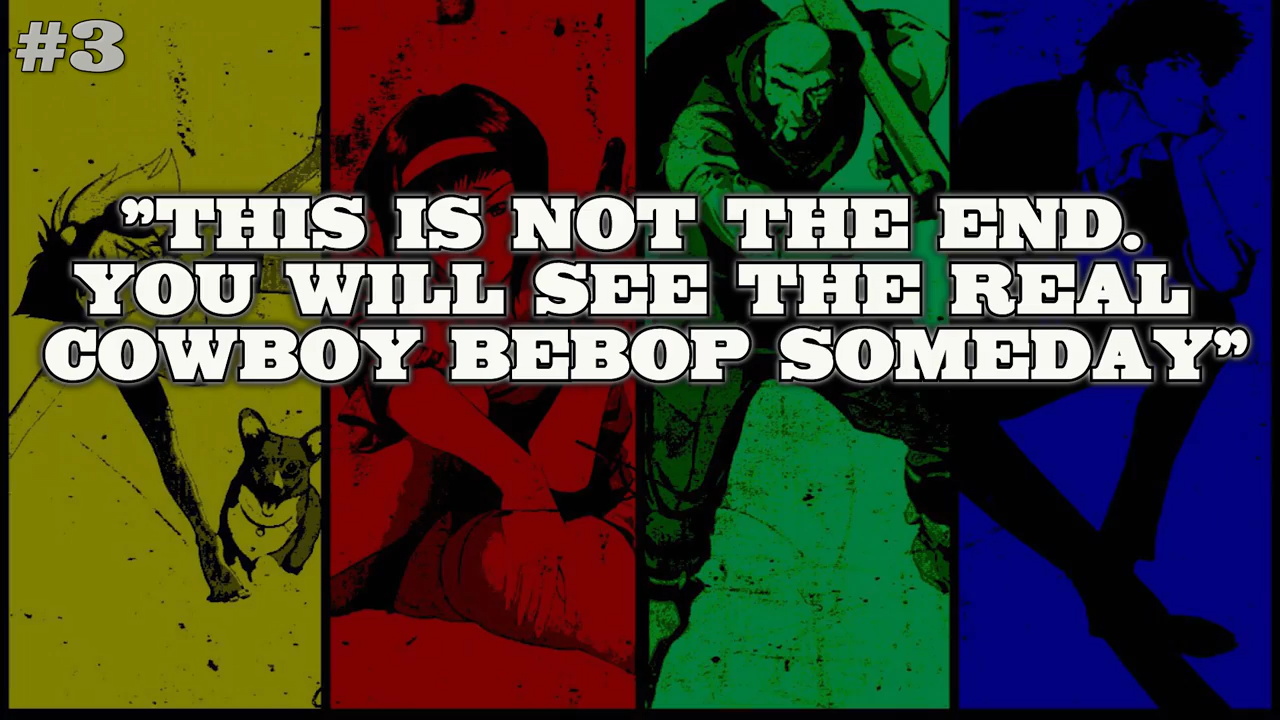 #3
”THIS IS NOT THE END.
YOU WILL SEE THE REAL
COWBOY BEBOP SOMEDAY”